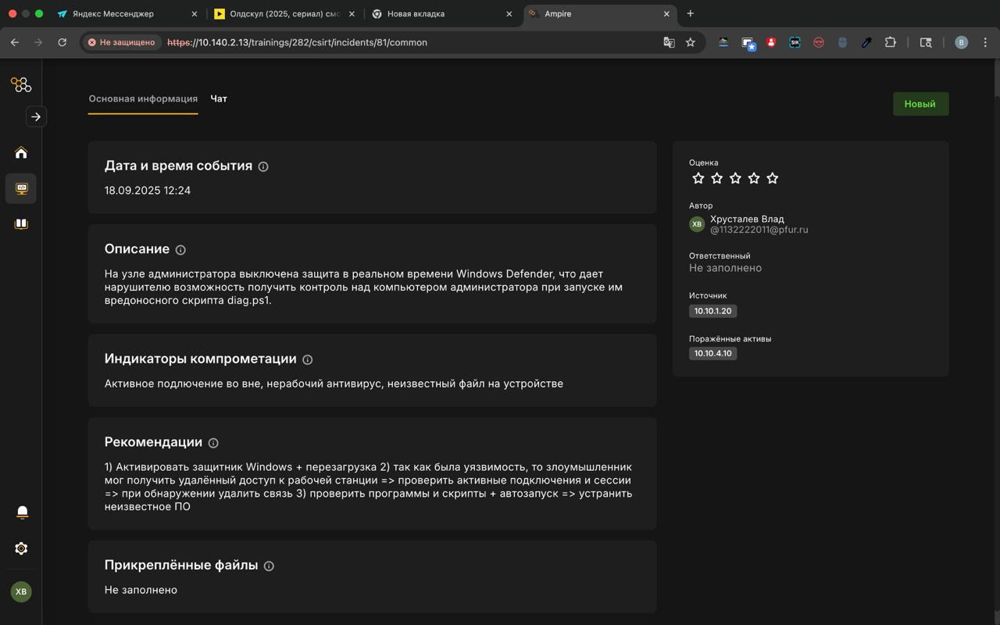 Яндекс Мессенджер
Олдскул (2025, сериал) смо
Новая вкладка
Ampire
Не защищено https://10.140.2.13/trainings/282/csirt/incidents/81/common
SIH
B
Основная информация
Чат
Новый
Дата и время события
18.09.2025 12:24
Описание
На узле администратора выключена защита в реальном времени Windows Defender, что дает
нарушителю возможность получить контроль над компьютером администратора при запуске им
вредоносного скрипта diag.ps1.
Индикаторы компрометации
Активное подлючение во вне, нерабочий антивирус, неизвестный файл на устройстве
Рекомендации
1) Активировать защитник Windows + перезагрузка 2) так как была уязвимость, то злоумышленник
мог получить удалённый доступ к рабочей станции => проверить активные подключения и сессии
=> при обнаружении удалить связь 3) проверить программы и скрипты + автозапуск => устранить
неизвестное ПО
Прикреплённые файлы
Не заполнено
Оценка
Автор
ХВ
Хрусталев Влад
@1132222011@pfur.ru
Ответственный
Не заполнено
Источник
10.10.1.20
Поражённые активы
10.10.4.10
ХВ